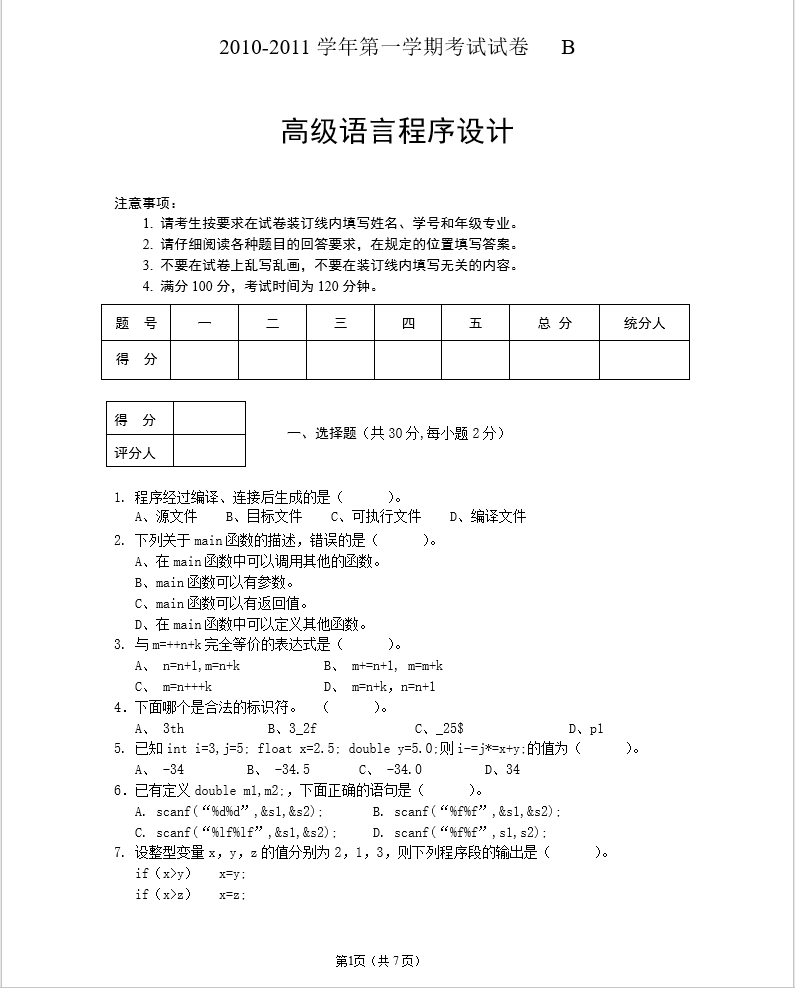 2010-2011 学年第一学期考试试卷 B
高级语言程序设计
注意事项:
1. 请考生按要求在试卷装订线内填写姓名、学号和年级专业。
2. 请仔细阅读各种题目的回答要求，在规定的位置填写答案。
3. 不要在试卷上乱写乱画，不要在装订线内填写无关的内容。
4. 满分 100 分，考试时间为 120 分钟。
题 号 一 二 三 四 五 总 分 统分人
得 分
得 分
评分人
一、选择题（共 30 分,每小题 2 分）
1. 程序经过编译、连接后生成的是（ ）。
A、源文件 B、目标文件 C、可执行文件 D、编译文件
2. 下列关于 main 函数的描述，错误的是（ ）。
A、在 main 函数中可以调用其他的函数。
B、main 函数可以有参数。
C、main 函数可以有返回值。
D、在 main 函数中可以定义其他函数。
3. 与 m=++n+k 完全等价的表达式是（ ）。
A、 n=n+1,m=n+k B、 m+=n+1, m=m+k
C、 m=n+++k D、 m=n+k，n=n+1
4．下面哪个是合法的标识符。 （ ）。
A、 3th B、3_2f C、_25$ D、p1
5. 已知 int i=3,j=5; float x=2.5; double y=5.0;则 i-=j*=x+y;的值为（ ）。
A、 -34 B、 -34.5 C、 -34.0 D、34
6．已有定义 double m1,m2;，下面正确的语句是（ ）。
A. scanf(“%d%d”,&s1,&s2); B. scanf(“%f%f”,&s1,&s2);
C. scanf(“%lf%lf”,&s1,&s2); D. scanf(“%f%f”,s1,s2);
7. 设整型变量 x，y，z 的值分别为 2，1，3，则下列程序段的输出是（ ）。
if（x>y） x=y;
if（x>z） x=z;
第1页（共 7 页）